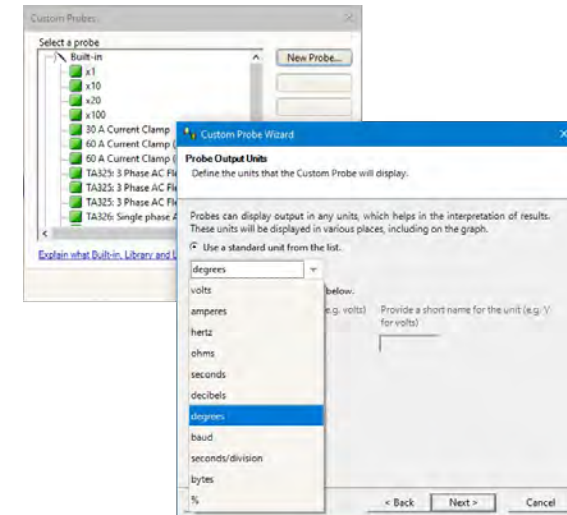 Custom Probes
Select a probe
Built-in
x1
x10
x20
x100
30 A Current Clamp
60 A Current Clamp (
60 A Current Clamp (
TA325: 3 Phase AC Fle
TA325: 3 Phase AC Fle
TA325: 3 Phase AC Fle
TA326: Single phase A
New Probe...
Explain what Built-in, Library and L
Custom Probe Wizard
Probe Output Units
Define the units that the Custom Probe will display.
Probes can display output in any units, which helps in the interpretation of results.
These units will be displayed in various places, including on the graph.
Use a standard unit from the list.
degrees
volts
amperes
hertz
ohms
seconds
decibels
degrees
baud
seconds/division
bytes
%
below.
e.g. volts)
Provide a short name for the unit (e.g. V
for volts)
< Back
Next >
Cancel